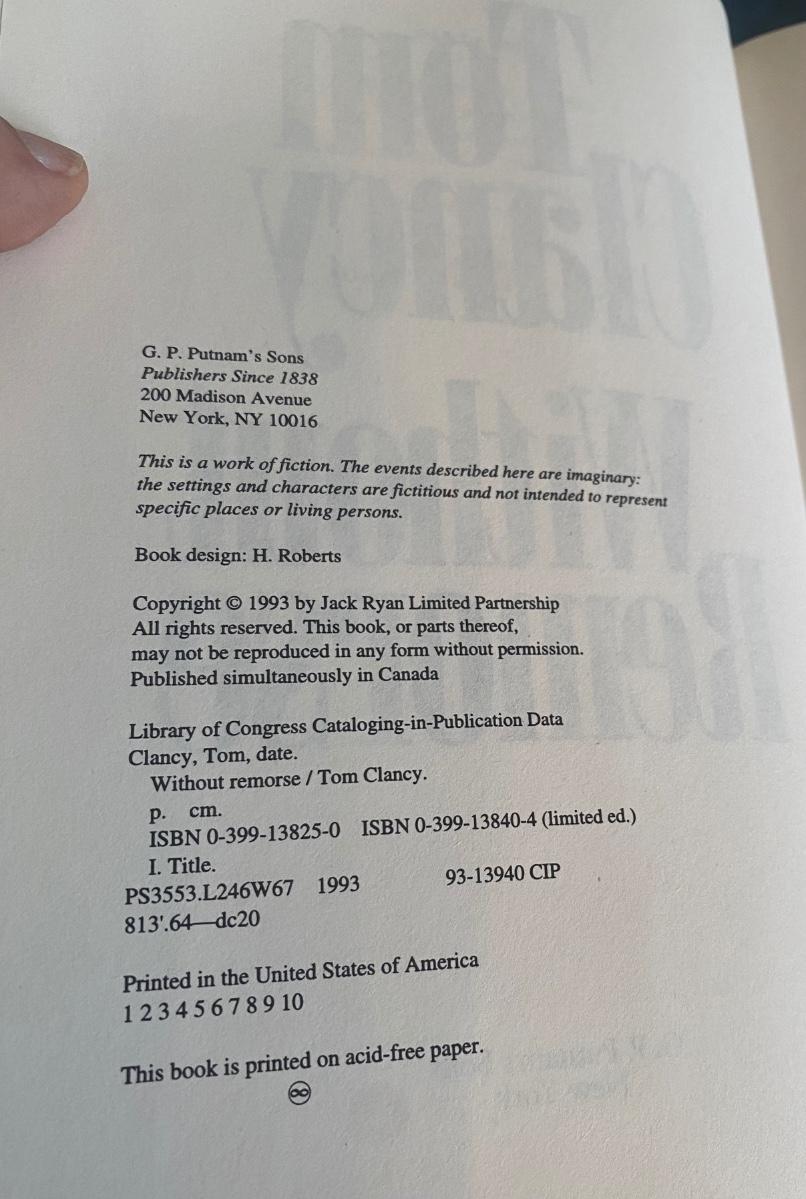 G. P. Putnam's Sons
Publishers Since 1838
200 Madison Avenue
New York, NY 10016
This is a work of fiction. The events described here are imaginary:
the settings and characters are fictitious and not intended to represent
specific places or living persons.
Book design: H. Roberts
Copyright © 1993 by Jack Ryan Limited Partnership
All rights reserved. This book, or parts thereof,
may not be reproduced in any form without permission.
Published simultaneously in Canada
Library of Congress Cataloging-in-Publication Data
Clancy, Tom, date.
Without remorse / Tom Clancy.
p. cm.
ISBN 0-399-13825-0 ISBN 0-399-13840-4 (limited ed.)
I. Title.
PS3553.L246W67 1993 93-13940 CIP
813'.64—dc20
Printed in the United States of America
1 2 3 4 5 6 7 8 9 10
This book is printed on acid-free paper.